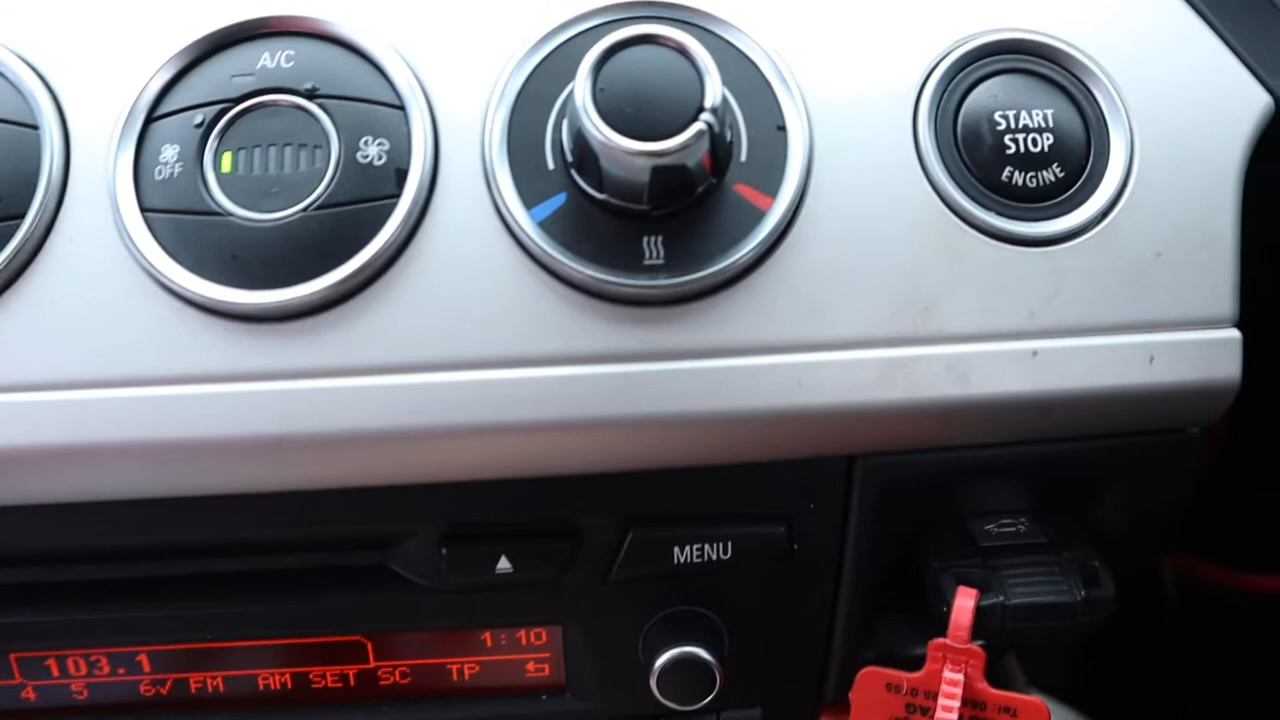 A/C
OFF
START
STOP
ENGINE
MENU
1:10
103.1
4 5 6√ FM AM SET SC TP